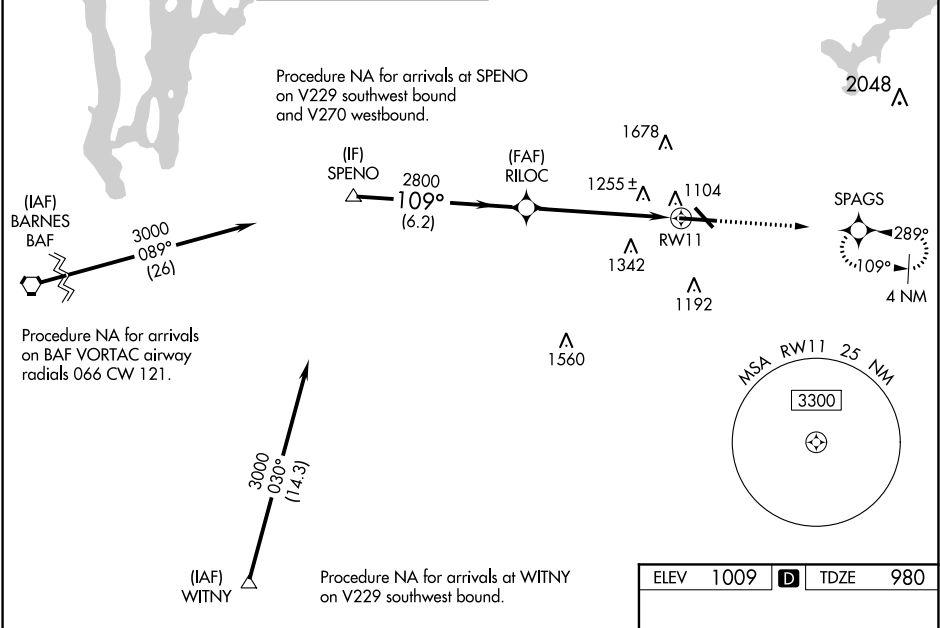 Procedure NA for arrivals at SPENO
on V229 southwest bound
and V270 westbound.
2048
1678
(IF)
SPENO
2800
109°
(6.2)
(FAF)
RILOC
1255 ±
1104
RW11
SPAGS
289°
109°
4 NM
(IAF)
BARNES
BAF
3000
089°
(26)
1342
1192
Procedure NA for arrivals
on BAF VORTAC airway
radials 066 CW 121.
1560
MSA RW11 25 NM
3300
3000
030°
(14.3)
(IAF)
WITNY
Procedure NA for arrivals at WITNY
on V229 southwest bound.
ELEV 1009 D TDZE 980